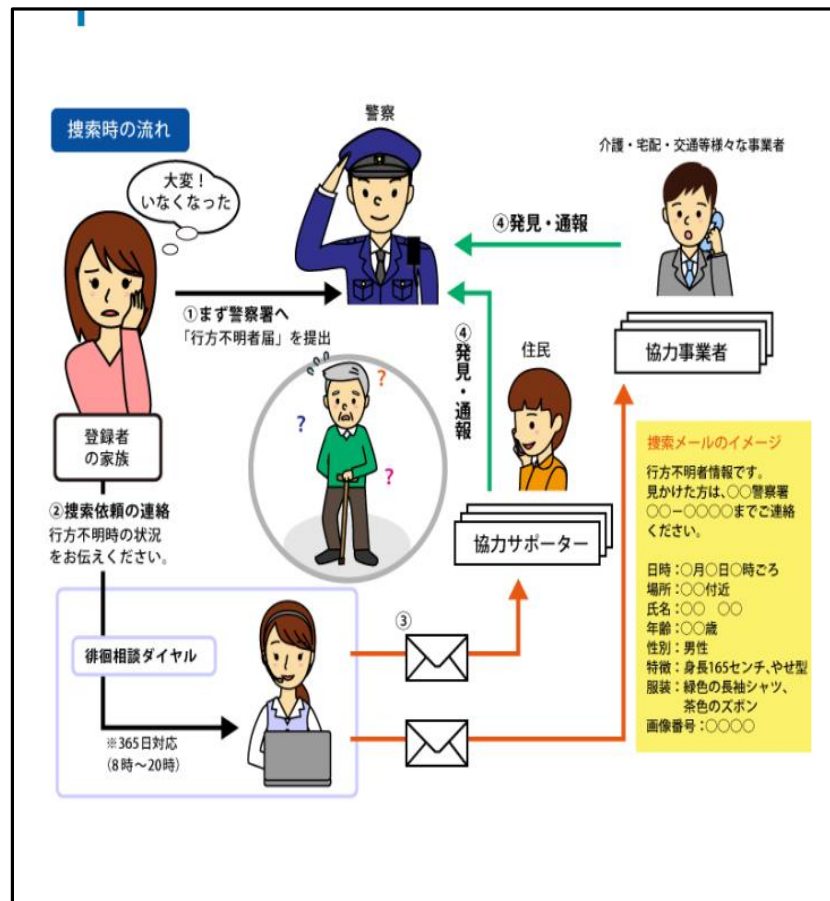 捜索時の流れ
警察
介護・宅配・交通等様々な事業者
大変！
いなくなった
④発見・通報
①まず警察署へ
「行方不明者届」を提出
④発見・通報
住民
協力事業者
?
?
?
登録者
の家族
②捜索依頼の連絡
行方不明時の状況
をお伝えください。
協力サポーター
捜索メールのイメージ
行方不明者情報です。
見かけた方は、○○警察署
○○－○○○○までご連絡
ください。
日時：○月○日○時ごろ
場所：○○付近
氏名：○○　○○
年齢：○○歳
性別：男性
特徴：身長165センチ、やせ型
服装：緑色の長袖シャツ、
茶色のズボン
画像番号：○○○○
③
徘徊相談ダイヤル
※365日対応
（8時～20時）